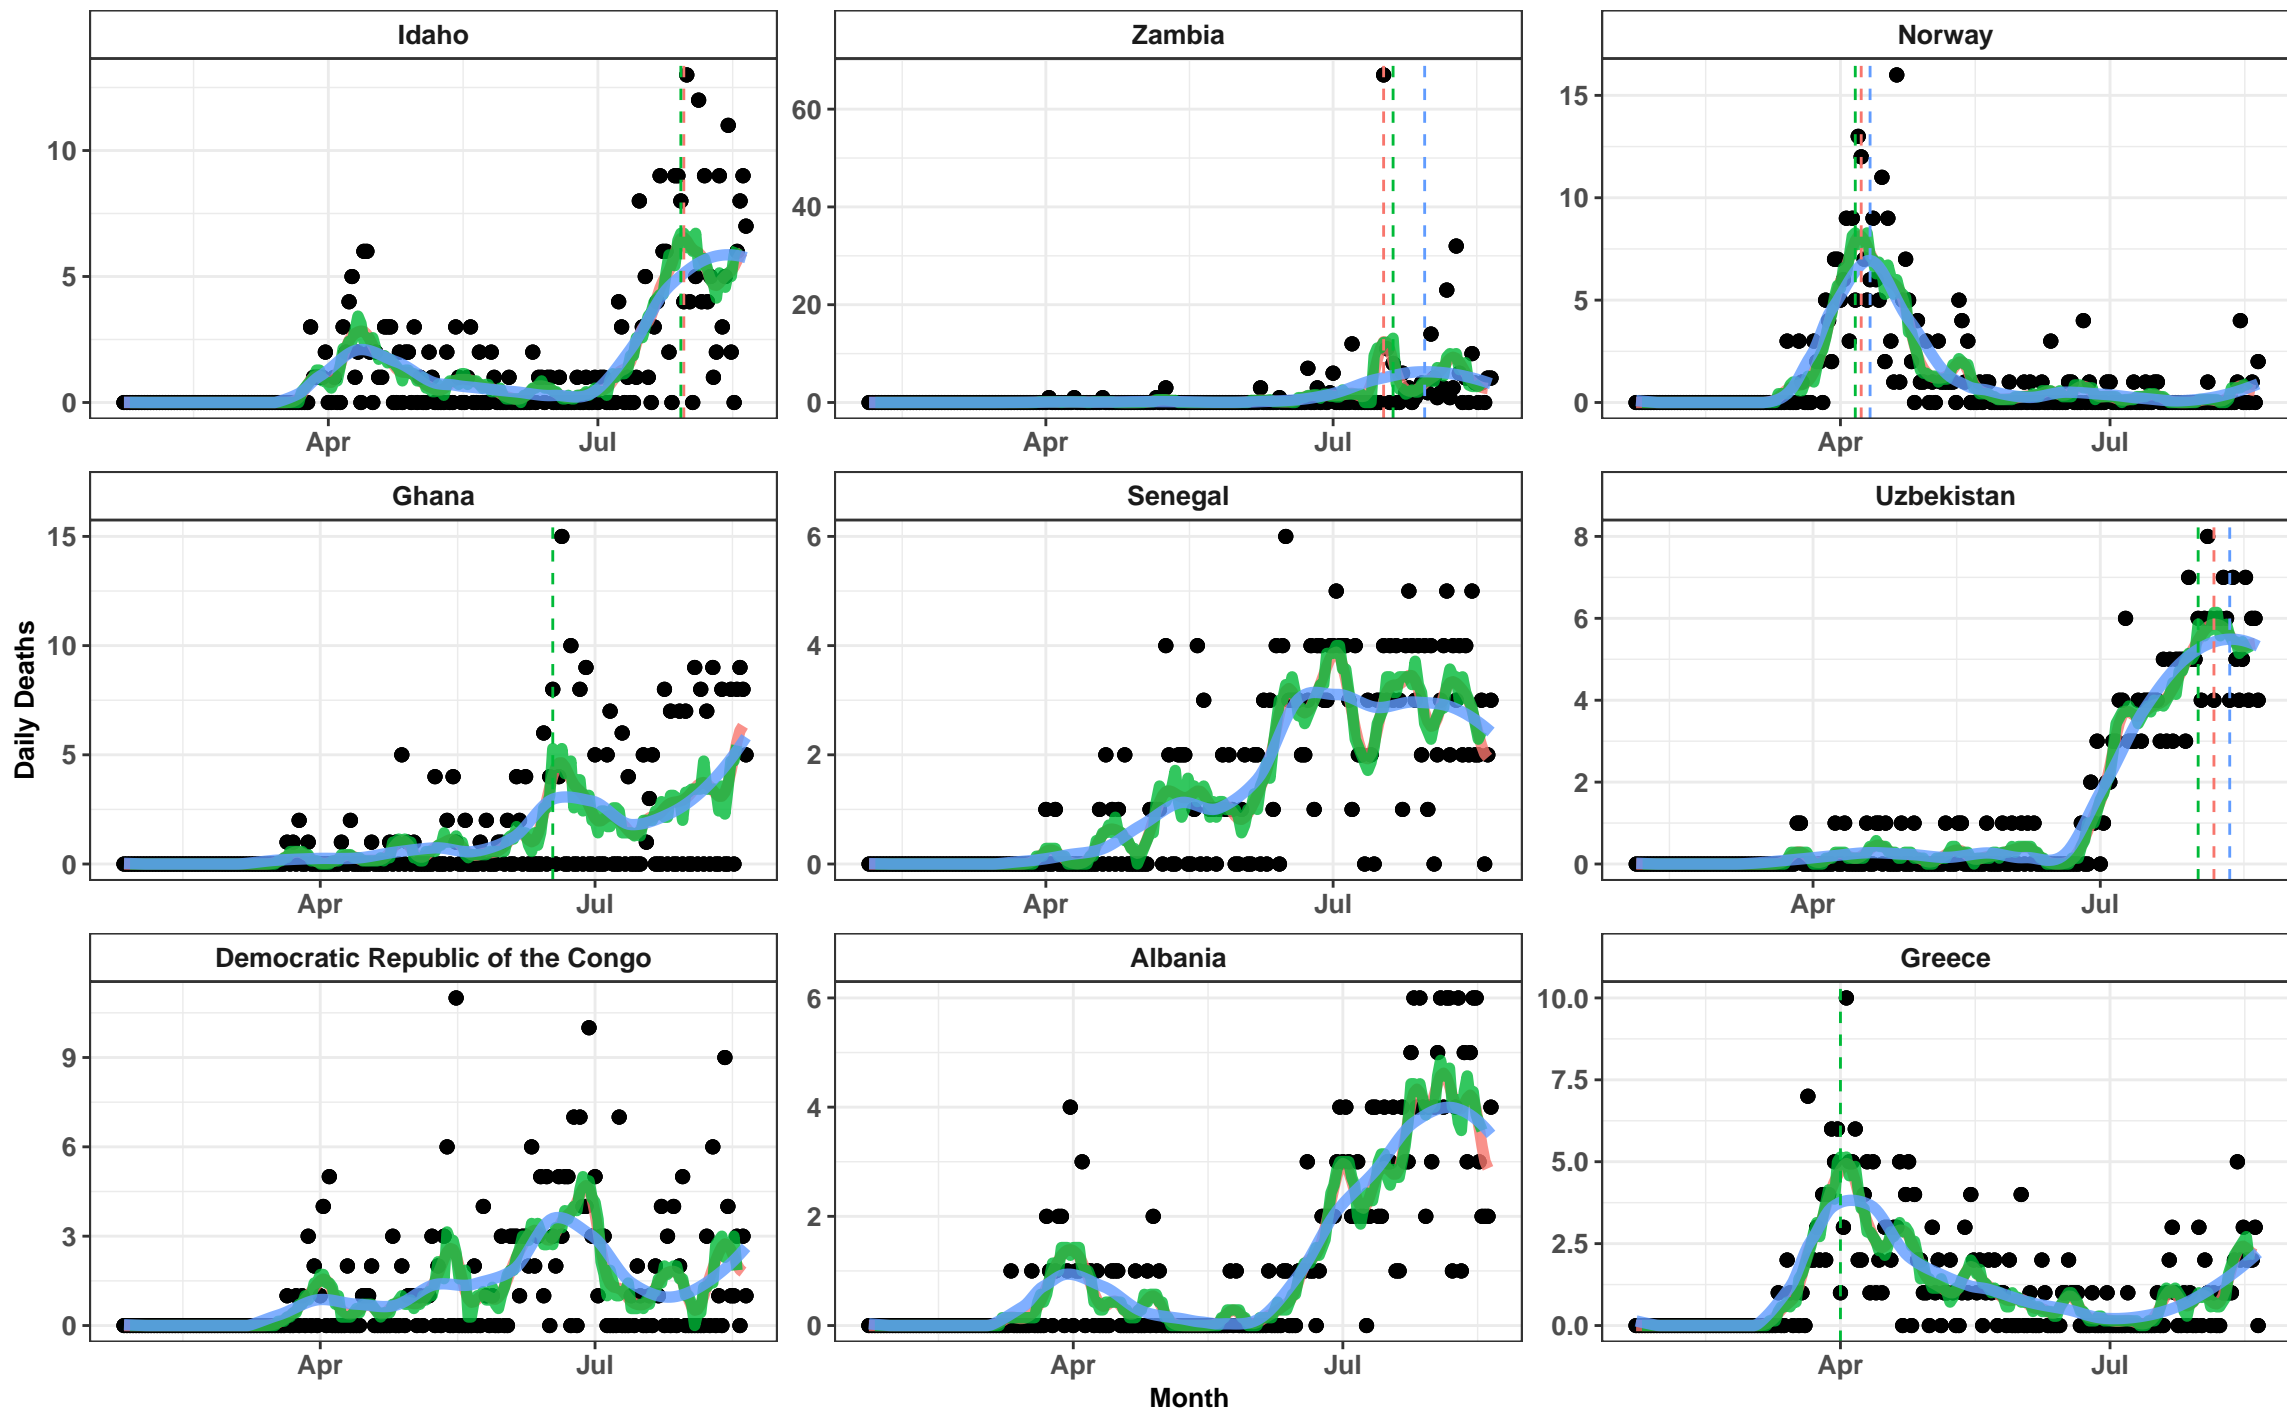 Idaho
Zambia
Norway
10
5
0
Apr
Jul
60
40
20
0
Apr
Jul
15
10
5
0
Apr
Jul
Ghana
Senegal
Uzbekistan
15
10
5
0
Apr
Jul
6
4
2
0
Apr
Jul
8
6
4
2
0
Apr
Jul
Daily Deaths
Democratic Republic of the Congo
Albania
Greece
9
6
3
0
Apr
Jul
6
4
2
0
Apr
Jul
10.0
7.5
5.0
2.5
0.0
Apr
Jul
Month